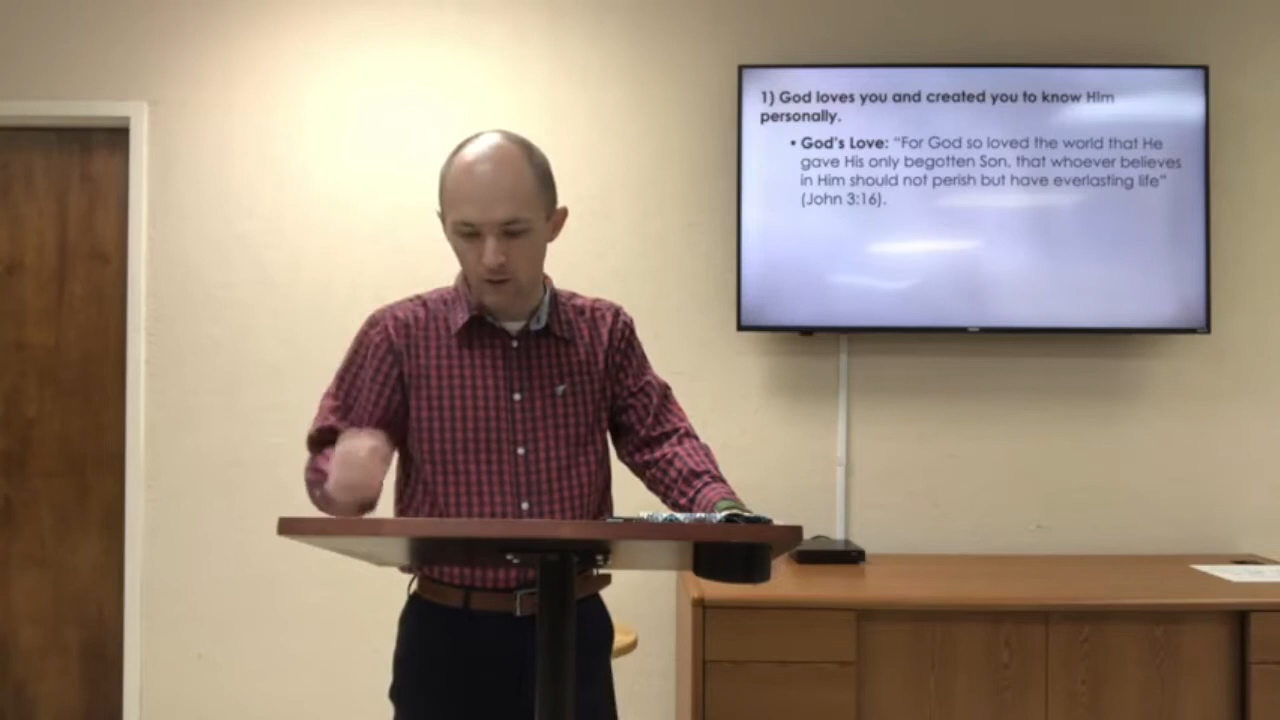 1) God loves you and created you to know Him
personally.
• God's Love: “For God so loved the world that He
gave His only begotten Son, that whoever believes
in Him should not perish but have everlasting life”
(John 3:16).